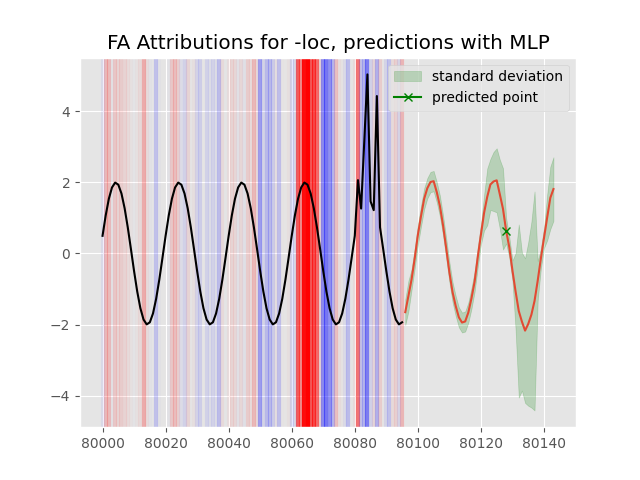 FA Attributions for -loc, predictions with MLP
standard deviation
predicted point
4
2
0
−2
−4
80000 80020 80040 80060 80080 80100 80120 80140